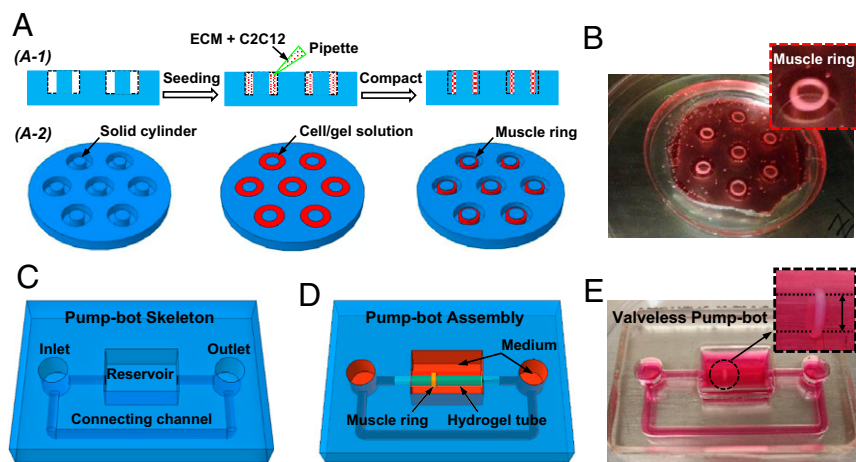 A
(A-1)
ECM + C2C12
Pipette
Seeding
Compact
(A-2)
Solid cylinder
Cell/gel solution
Muscle ring
B
Muscle ring
C
Pump-bot Skeleton
Inlet
Outlet
Reservoir
Connecting channel
D
Pump-bot Assembly
Medium
Muscle ring
Hydrogel tube
E
Valveless Pump-bot